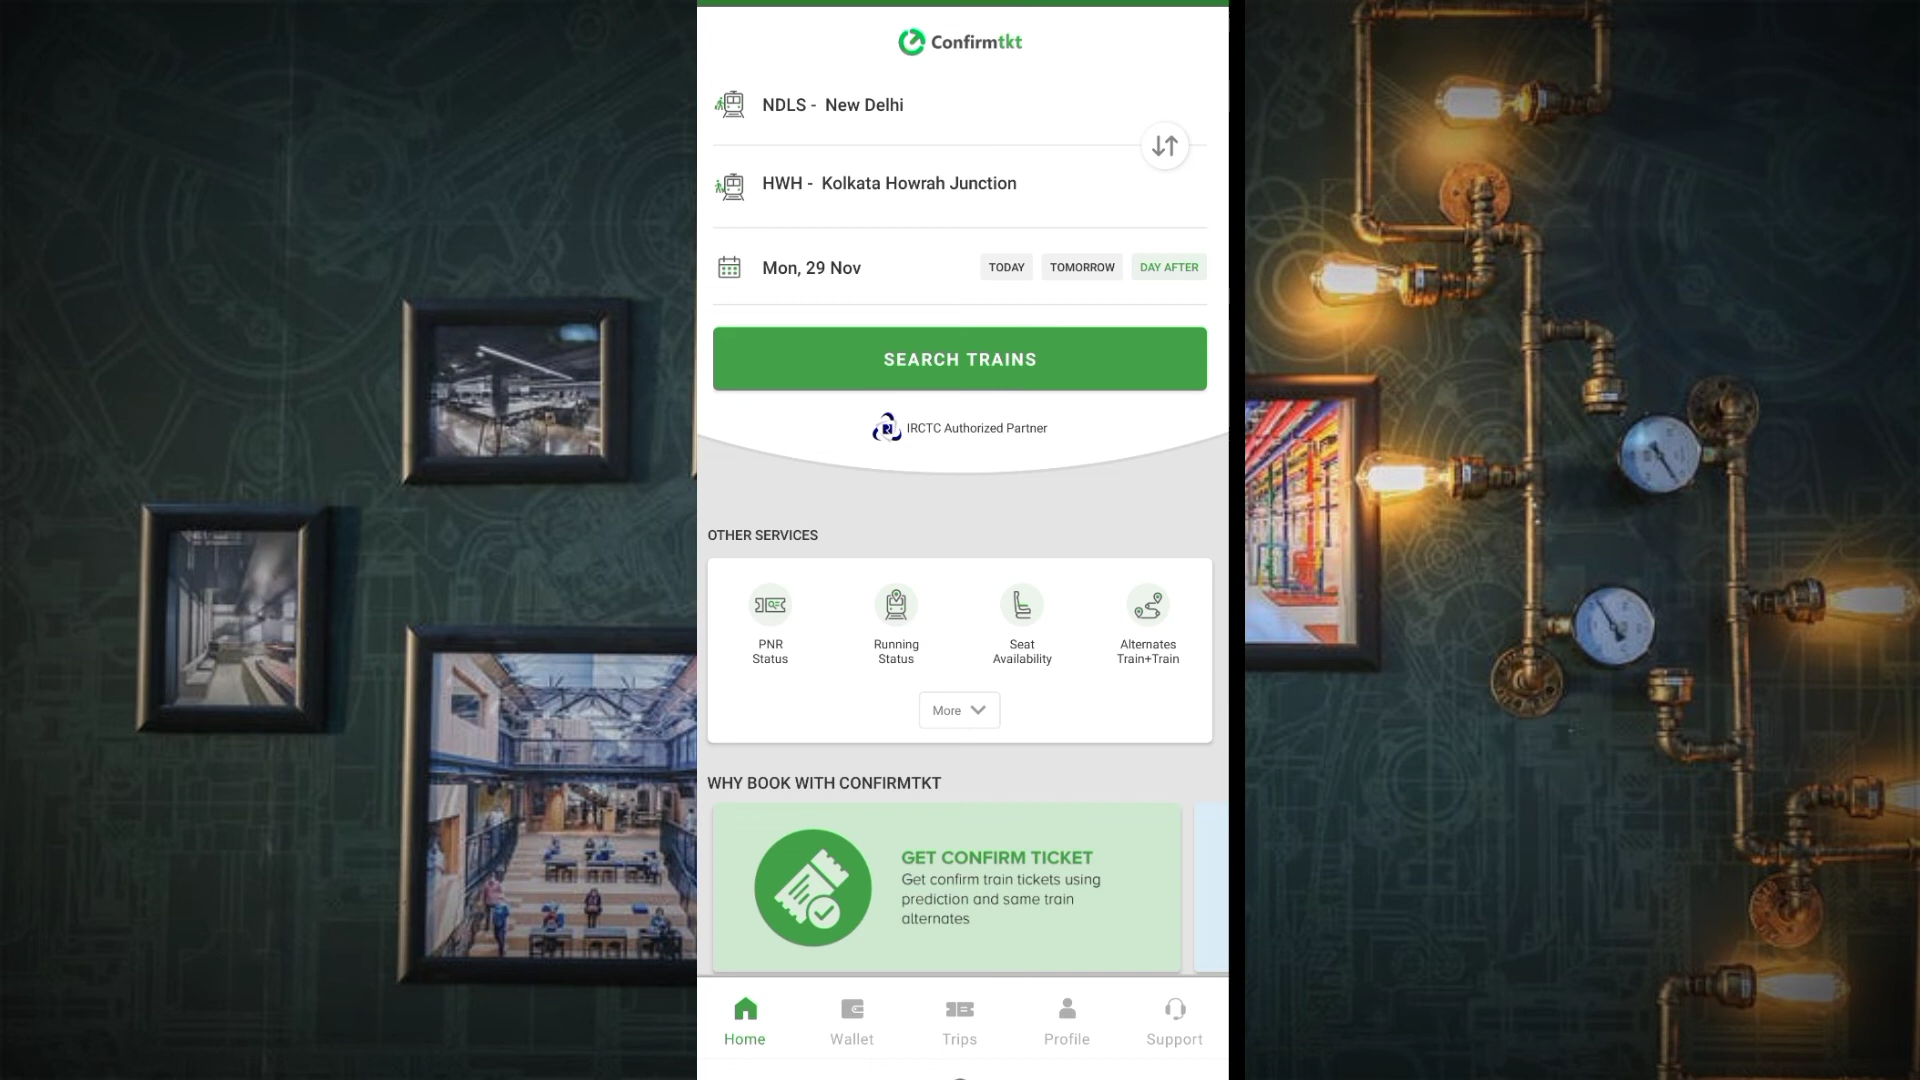 Confirmtkt
NDLS - New Delhi
HWH - Kolkata Howrah Junction
Mon, 29 Nov
TODAY
TOMORROW
DAY AFTER
SEARCH TRAINS
IRCTC Authorized Partner
OTHER SERVICES
PNR
Status
Running
Status
Seat
Availability
Alternates
Train+Train
More
WHY BOOK WITH CONFIRMTKT
GET CONFIRM TICKET
Get confirm train tickets using
prediction and same train
alternates
Home
Wallet
Trips
Profile
Support